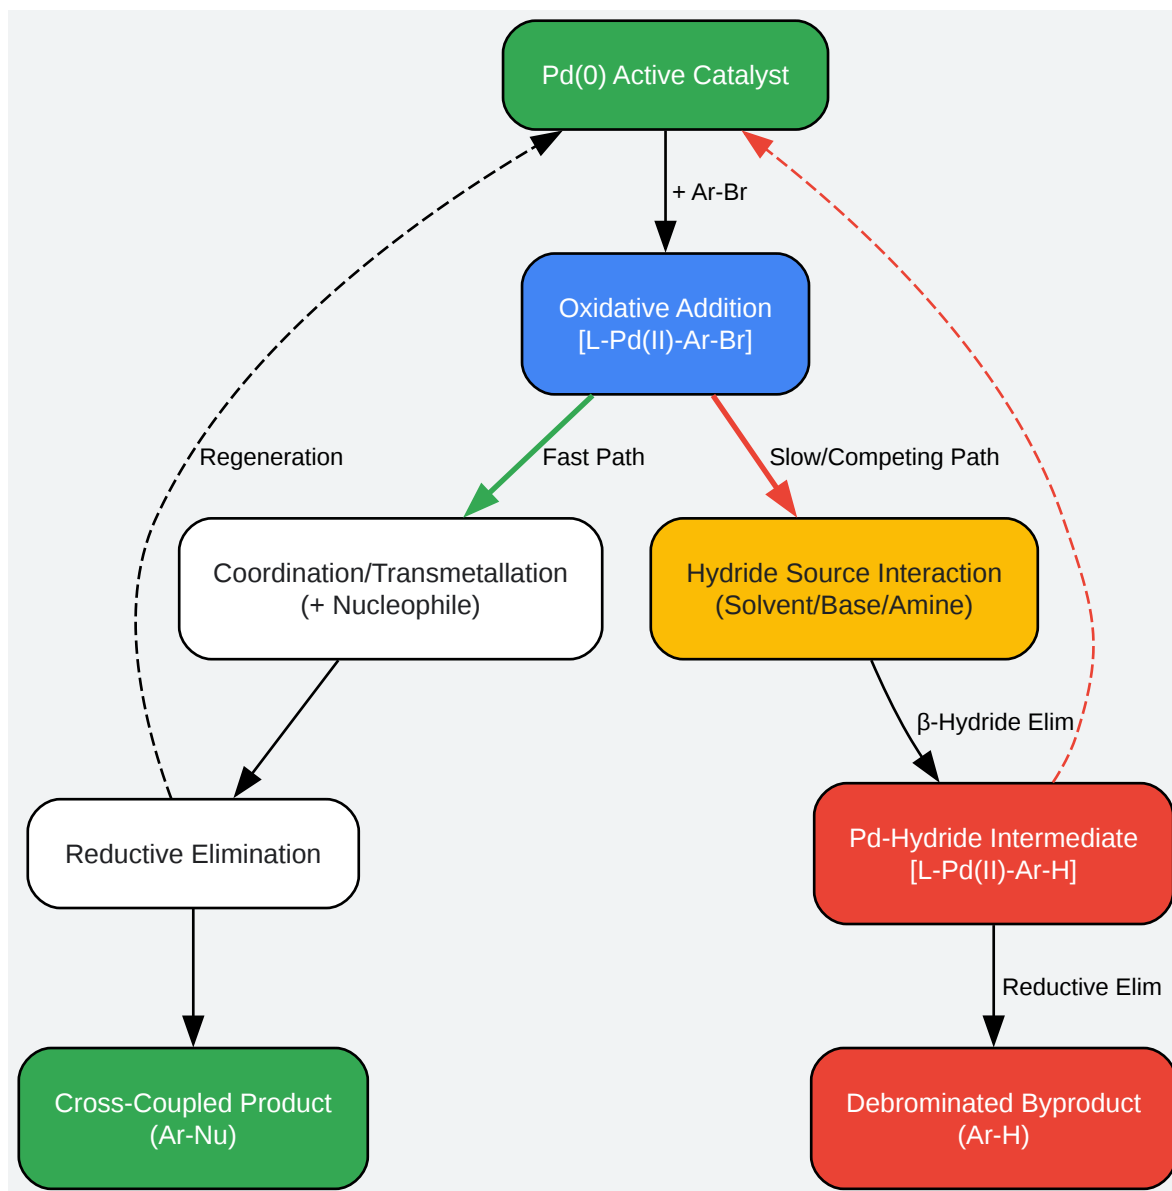 Pd(0) Active Catalyst
+ Ar-Br
Oxidative Addition
[L-Pd(II)-Ar-Br]
Regeneration
Fast Path
Slow/Competing Path
Coordination/Transmetallation
(+ Nucleophile)
Hydride Source Interaction
(Solvent/Base/Amine)
β-Hydride Elim
Reductive Elimination
Pd-Hydride Intermediate
[L-Pd(II)-Ar-H]
Reductive Elim
Cross-Coupled Product
(Ar-Nu)
Debrominated Byproduct
(Ar-H)